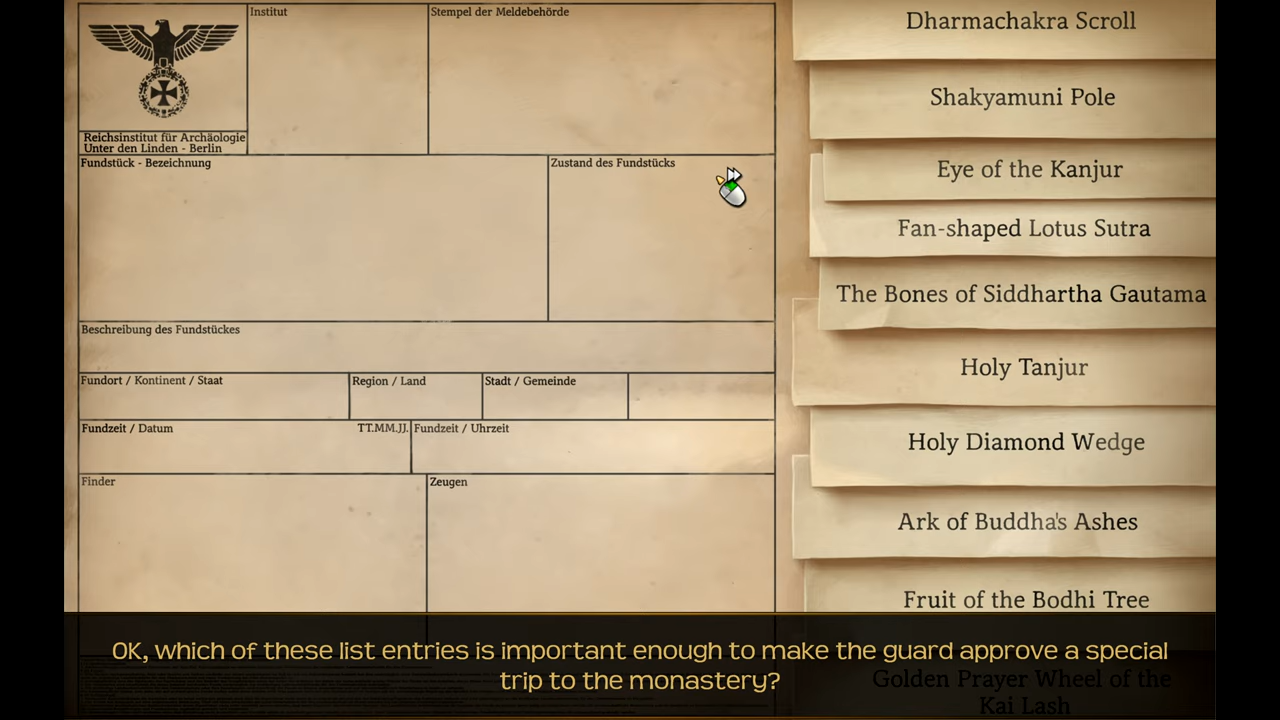 Institut
Stempel der Meldebehörde
Reichsinstitut für Archäologie
Unter den Linden - Berlin
Fundstück - Bezeichnung
Zustand des Fundstücks
Beschreibung des Fundstückes
Fundort / Kontinent / Staat
Region / Land
Stadt / Gemeinde
Fundzeit / Datum
TT.MM.JJ.
Fundzeit / Uhrzeit
Finder
Zeugen
Dharmachakra Scroll
Shakyamuni Pole
Eye of the Kanjur
Fan-shaped Lotus Sutra
The Bones of Siddhartha Gautama
Holy Tanjur
Holy Diamond Wedge
Ark of Buddha's Ashes
Fruit of the Bodhi Tree
Golden Prayer Wheel of the
Kai Lash
OK, which of these list entries is important enough to make the guard approve a special
trip to the monastery?